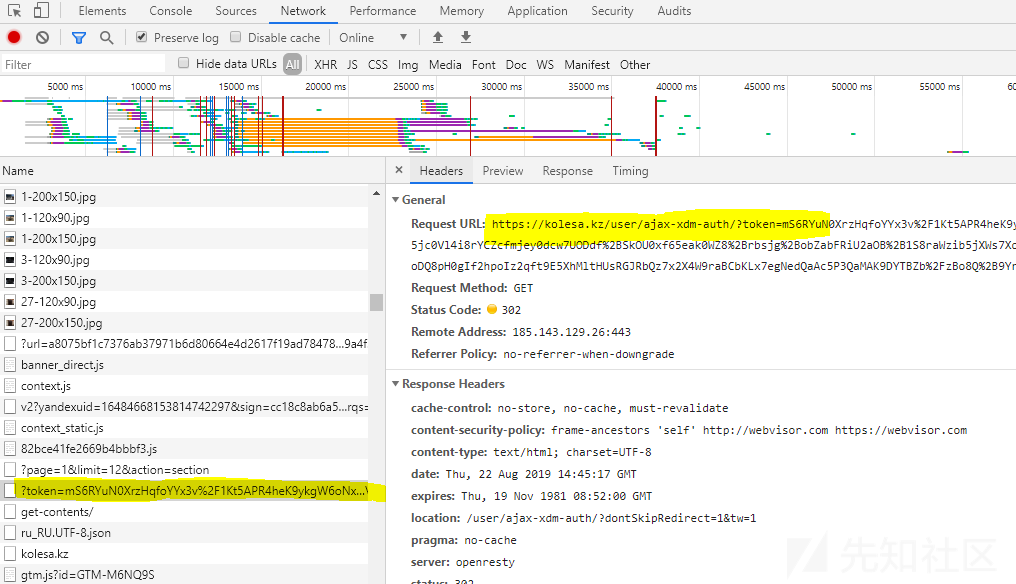 Elements Console Sources Network Performance Memory Application Security Audits
Preserve log Disable cache Online
Filter Hide data URLs All XHR JS CSS Img Media Font Doc WS Manifest Other
5000 ms 10000 ms 15000 ms 20000 ms 25000 ms 30000 ms 35000 ms 40000 ms 45000 ms 50000 ms 55000 ms 60
Name
1-200x150.jpg
1-120x90.jpg
1-200x150.jpg
3-120x90.jpg
3-200x150.jpg
27-120x90.jpg
27-200x150.jpg
?url=a8075bf1c7376ab37971b6d80664e4d2617f19ad78478...9a4f
banner_direct.js
context.js
v2?yandexuid=16484668153814742297&sign=cc18c8ab6a5...rqs=
context_static.js
82bce41fe2669b4bbbf3.js
?page=1&limit=12&action=section
?token=mS6RYuN0XrzHqfoYYx3v%2F1Kt5APR4heK9ykgW6oNx...
get-contents/
ru_RU.UTF-8.json
kolesa.kz
gtm.js?id=GTM-M6NQ9S
× Headers Preview Response Timing
General
Request URL: https://kolesa.kz/user/ajax-xdm-auth/?token=mS6RYuN0XrzHqfoYYx3v%2F1Kt5APR4heK9y
5jc0Vl4i8rYCZcfmjey0dcw7UODdf%2BSkOU0xf65eak0WZ8%2Brbsjg%2BobZabFRiU2aOB%2B1S8raWzib5jXWs7Xc
oDQ8pH0gIf2hpoIz2qft9E5XhMltHUsRGJRbQz7x2X4W9raBCbKLx7egNedQaAc5P3QaMAK9DYTBZb%2FzBo8Q%2B9Yr
Request Method: GET
Status Code: 302
Remote Address: 185.143.129.26:443
Referrer Policy: no-referrer-when-downgrade
Response Headers
cache-control: no-store, no-cache, must-revalidate
content-security-policy: frame-ancestors 'self' http://webvisor.com https://webvisor.com
content-type: text/html; charset=UTF-8
date: Thu, 22 Aug 2019 14:45:17 GMT
expires: Thu, 19 Nov 1981 08:52:00 GMT
location: /user/ajax-xdm-auth/?dontSkipRedirect=1&tw=1
pragma: no-cache
server: openresty
status: 302
先知社区